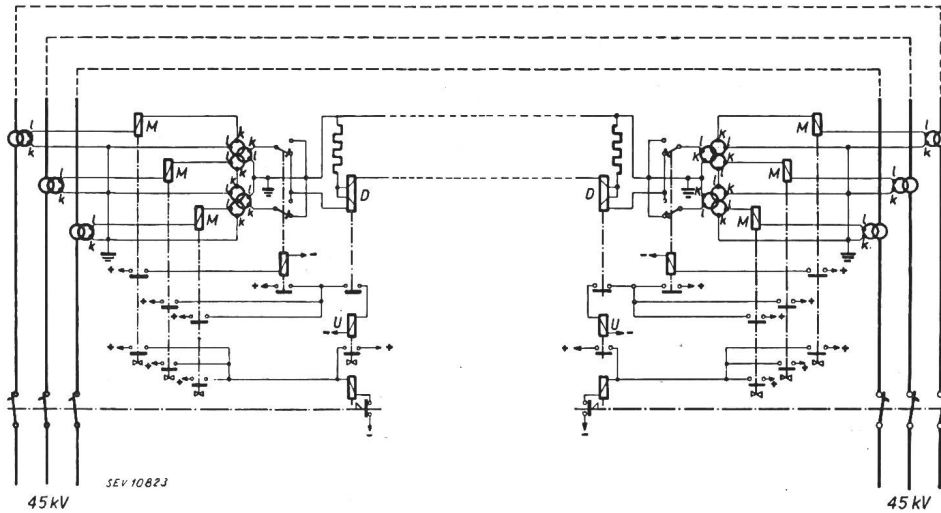 l l
k k
M M
k k
l l
k k
l k k l
l l
k k
M M
k k
l l
k l k l
k k
l l
k k
M M
D D
+ - - +
+ + + +
+ +
U U
- -
+ + + +
+ +
+ +
- -
SEV 10823
45 kV 45 kV